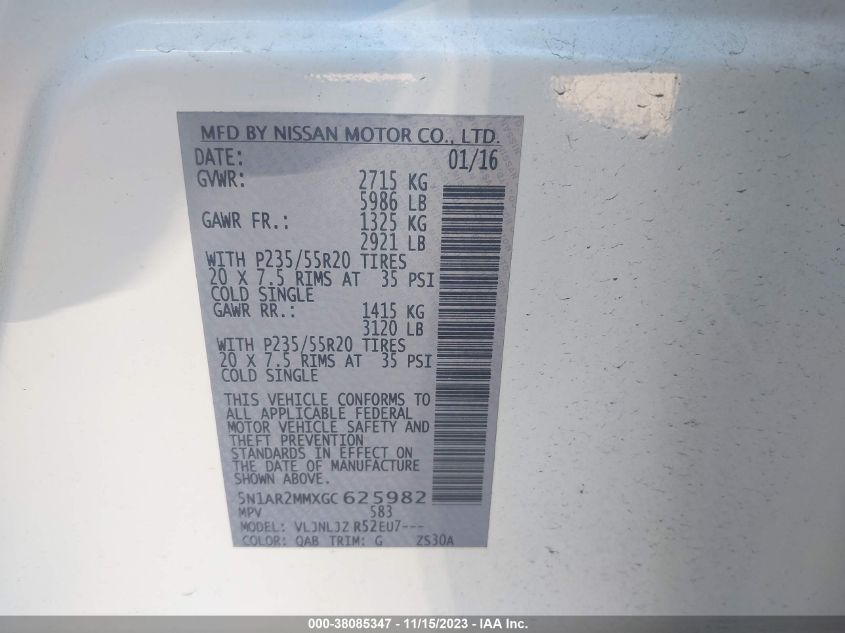 MFD BY NISSAN MOTOR CO., LTD.
DATE: 01/16
GVWR: 2715 KG
5986 LB
GAWR FR.: 1325 KG
2921 LB
WITH P235/55R20 TIRES
20 X 7.5 RIMS AT 35 PSI
COLD SINGLE
GAWR RR.: 1415 KG
3120 LB
WITH P235/55R20 TIRES
20 X 7.5 RIMS AT 35 PSI
COLD SINGLE
THIS VEHICLE CONFORMS TO
ALL APPLICABLE FEDERAL
MOTOR VEHICLE SAFETY AND
THEFT PREVENTION
STANDARDS IN EFFECT ON
THE DATE OF MANUFACTURE
SHOWN ABOVE.
5N1AR2MMXGC625982
MPV 583
MODEL: VLJNLJZ R52EU7---
COLOR: QAB TRIM: G ZS30A
000-38085347 - 11/15/2023 - IAA Inc.